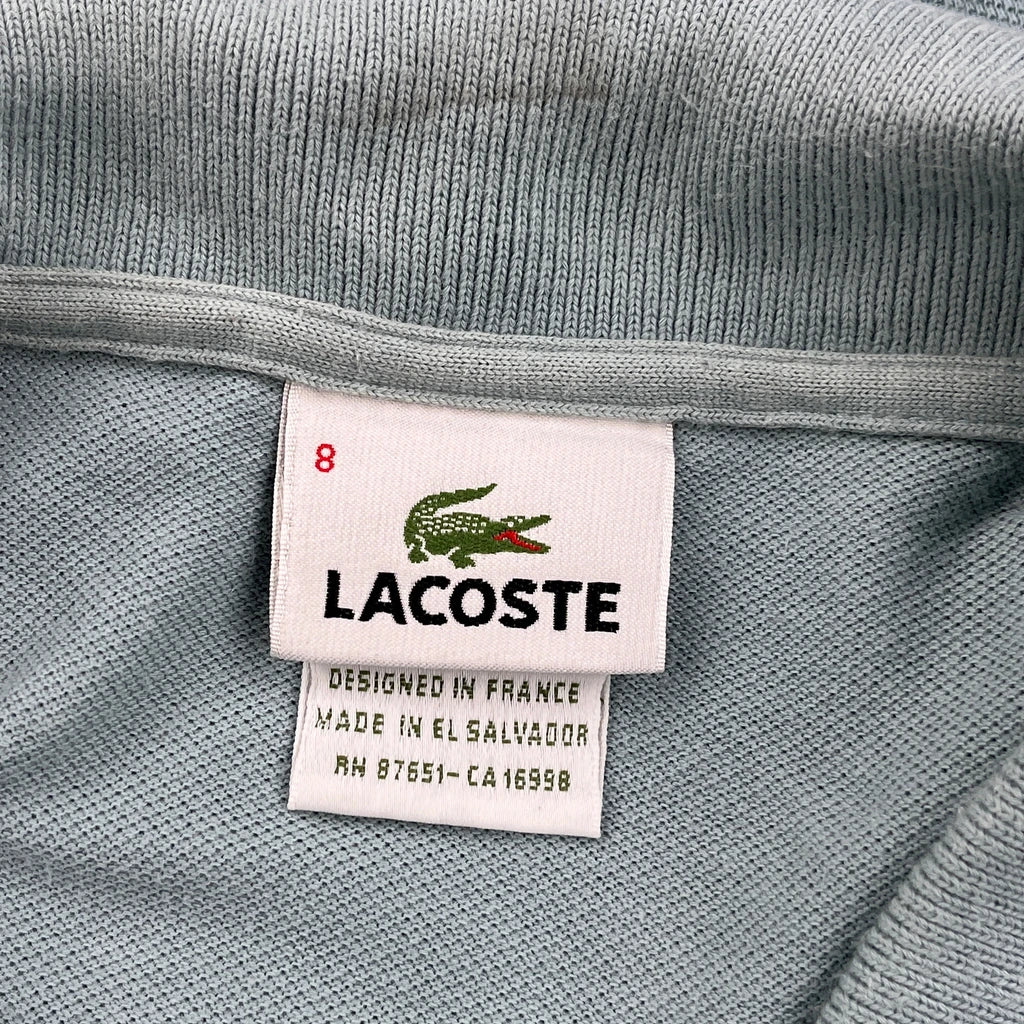 8
LACOSTE
DESIGNED IN FRANCE
MADE IN EL SALVADOR
RN 87651-CA 16998